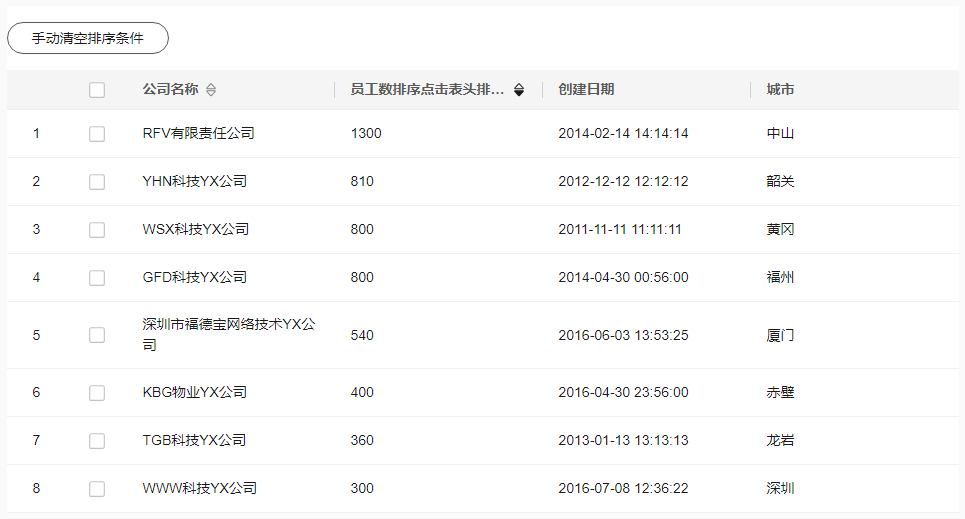 手动清空排序条件
公司名称 员工数排序点击表头排... 创建日期 城市
1 RFV有限责任公司 1300 2014-02-14 14:14:14 中山
2 YHN科技YX公司 810 2012-12-12 12:12:12 韶关
3 WSX科技YX公司 800 2011-11-11 11:11:11 黄冈
4 GFD科技YX公司 800 2014-04-30 00:56:00 福州
5 深圳市福德宝网络技术YX公 540 2016-06-03 13:53:25 厦门
司
6 KBG物业YX公司 400 2016-04-30 23:56:00 赤壁
7 TGB科技YX公司 360 2013-01-13 13:13:13 龙岩
8 WWW科技YX公司 300 2016-07-08 12:36:22 深圳